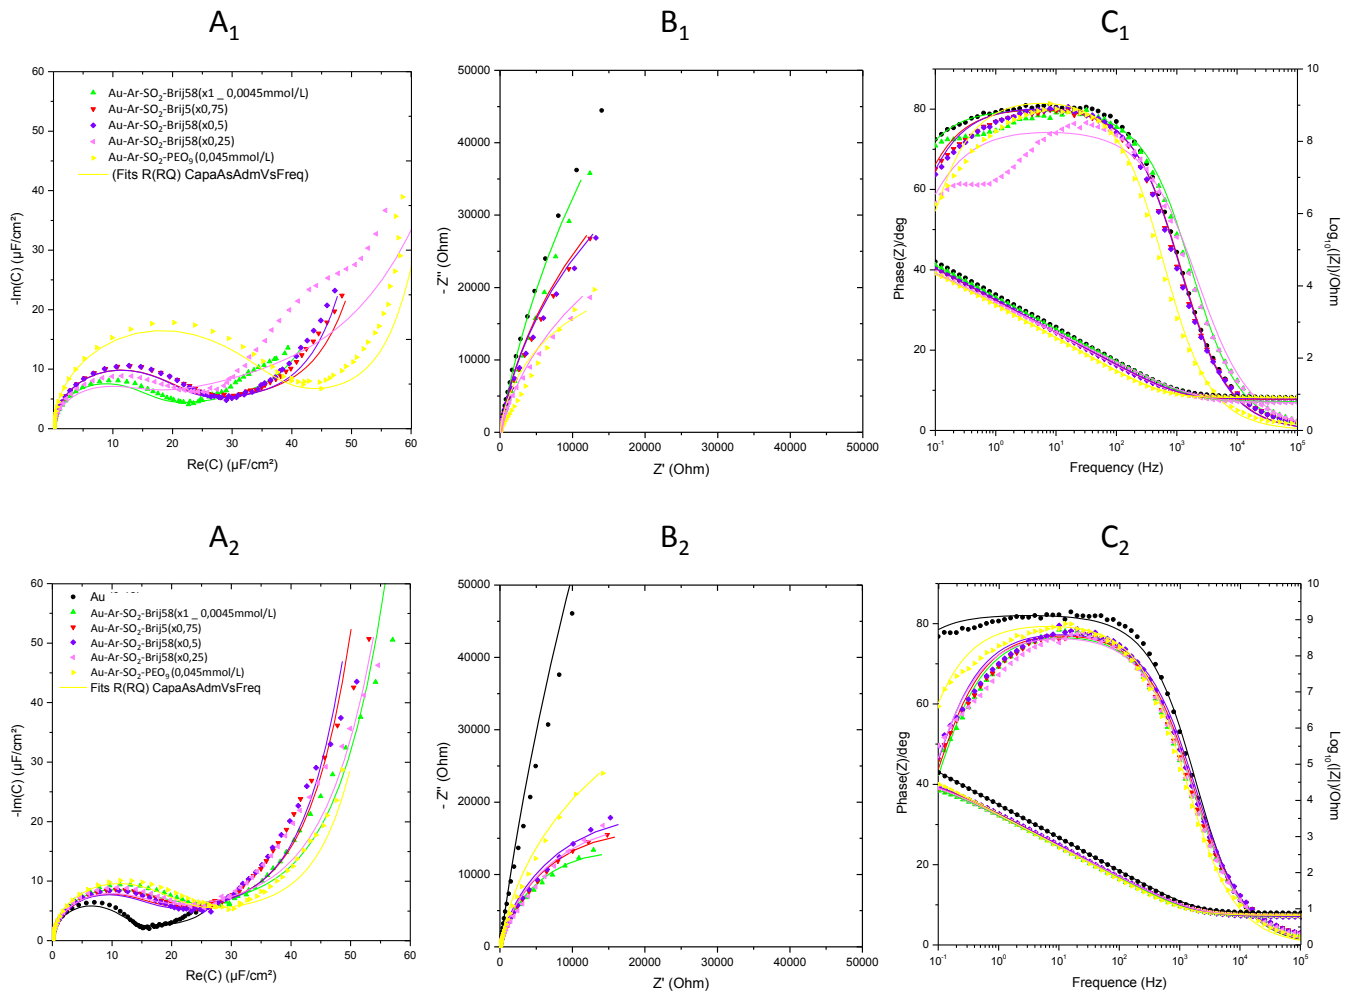 A1
B1
C1
60
50
40
30
20
10
0
-Im(C) (µF/cm²)
Au-Ar-SO2-Brij58(x1 _ 0,0045mmol/L)
Au-Ar-SO2-Brij5(x0,75)
Au-Ar-SO2-Brij58(x0,5)
Au-Ar-SO2-Brij58(x0,25)
Au-Ar-SO2-PEO9(0,045mmol/L)
(Fits R(RQ) CapaAsAdmVsFreq)
0 10 20 30 40 50 60
Re(C) (µF/cm²)
50000
40000
30000
20000
10000
0
- Z'' (Ohm)
0 10000 20000 30000 40000 50000
Z' (Ohm)
80
60
40
20
0
Phase(Z)/deg
10
8
6
4
2
0
Log10(|Z|)/Ohm
10-1 100 101 102 103 104 105
Frequency (Hz)
A2
B2
C2
60
50
40
30
20
10
0
-Im(C) (µF/cm²)
Au
Au-Ar-SO2-Brij58(x1 _ 0,0045mmol/L)
Au-Ar-SO2-Brij5(x0,75)
Au-Ar-SO2-Brij58(x0,5)
Au-Ar-SO2-Brij58(x0,25)
Au-Ar-SO2-PEO9(0,045mmol/L)
Fits R(RQ) CapaAsAdmVsFreq
0 10 20 30 40 50 60
Re(C) (µF/cm²)
50000
40000
30000
20000
10000
0
- Z'' (Ohm)
0 10000 20000 30000 40000 50000
Z' (Ohm)
80
60
40
20
0
Phase(Z)/deg
10
9
8
7
6
5
4
3
2
1
0
Log10(|Z|)/Ohm
10-1 100 101 102 103 104 105
Frequence (Hz)